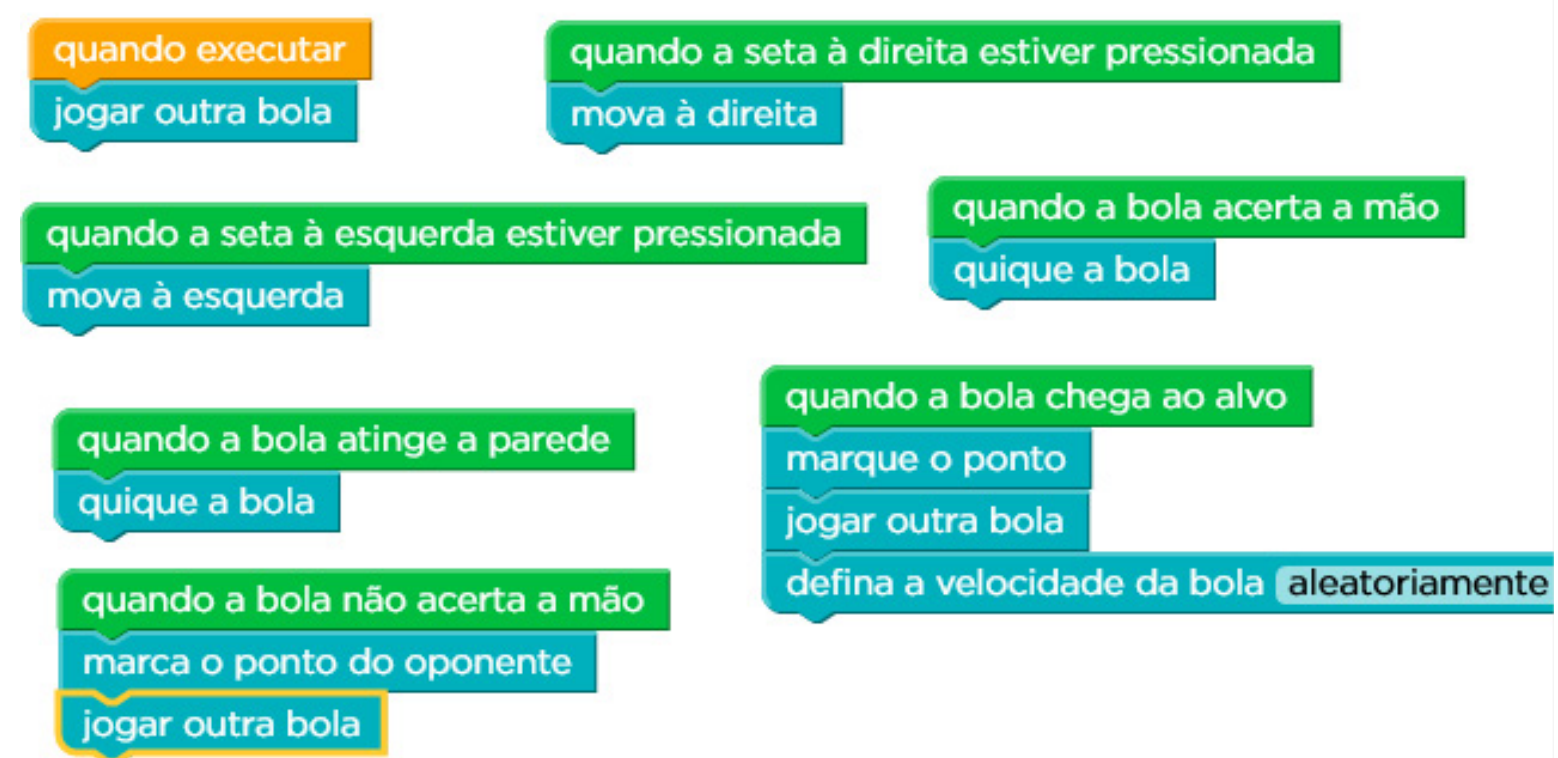 quando executar
jogar outra bola
quando a seta à direita estiver pressionada
mova à direita
quando a seta à esquerda estiver pressionada
mova à esquerda
quando a bola acerta a mão
quique a bola
quando a bola atinge a parede
quique a bola
quando a bola chega ao alvo
marque o ponto
jogar outra bola
defina a velocidade da bola aleatoriamente
quando a bola não acerta a mão
marca o ponto do oponente
jogar outra bola